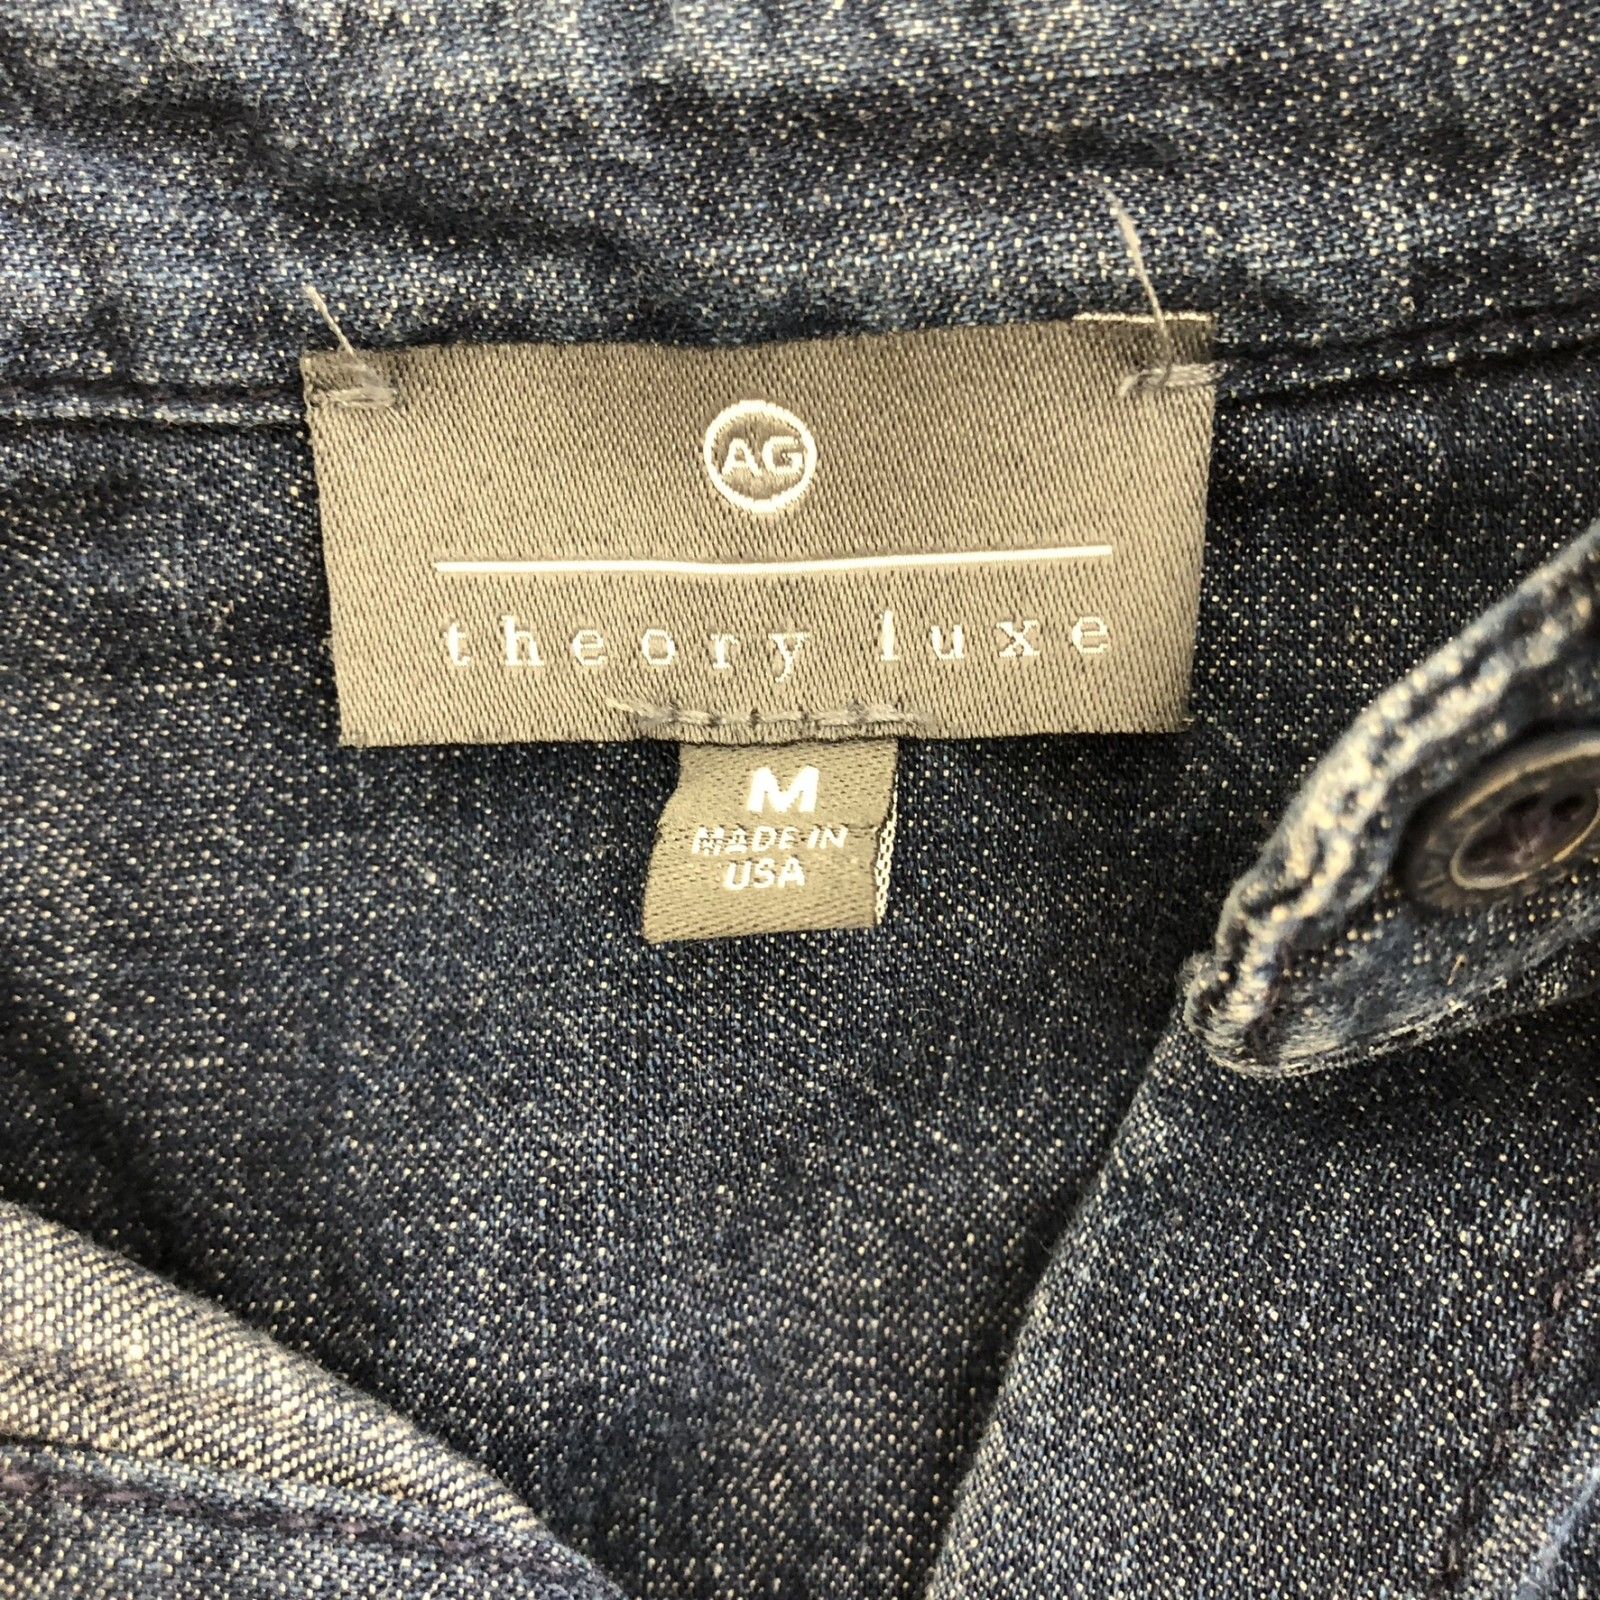 AG
theory luxe
M
MADE IN
USA